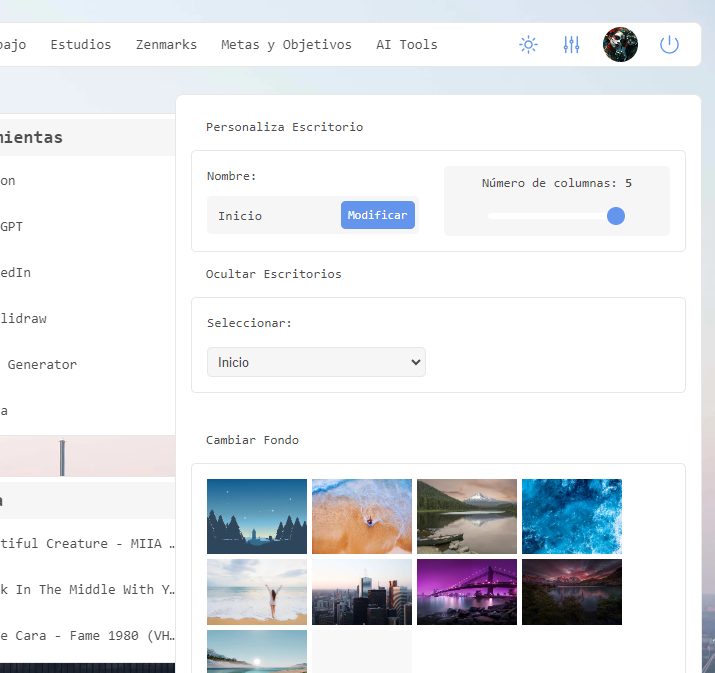 bajo Estudios Zenmarks Metas y Objetivos AI Tools
mientas
on
GPT
edIn
lidraw
Generator
a
a
tiful Creature - MIIA …
k In The Middle With Y…
e Cara - Fame 1980 (VH…
Personaliza Escritorio
Nombre:
Inicio
Modificar
Número de columnas: 5
Ocultar Escritorios
Seleccionar:
Inicio
Cambiar Fondo